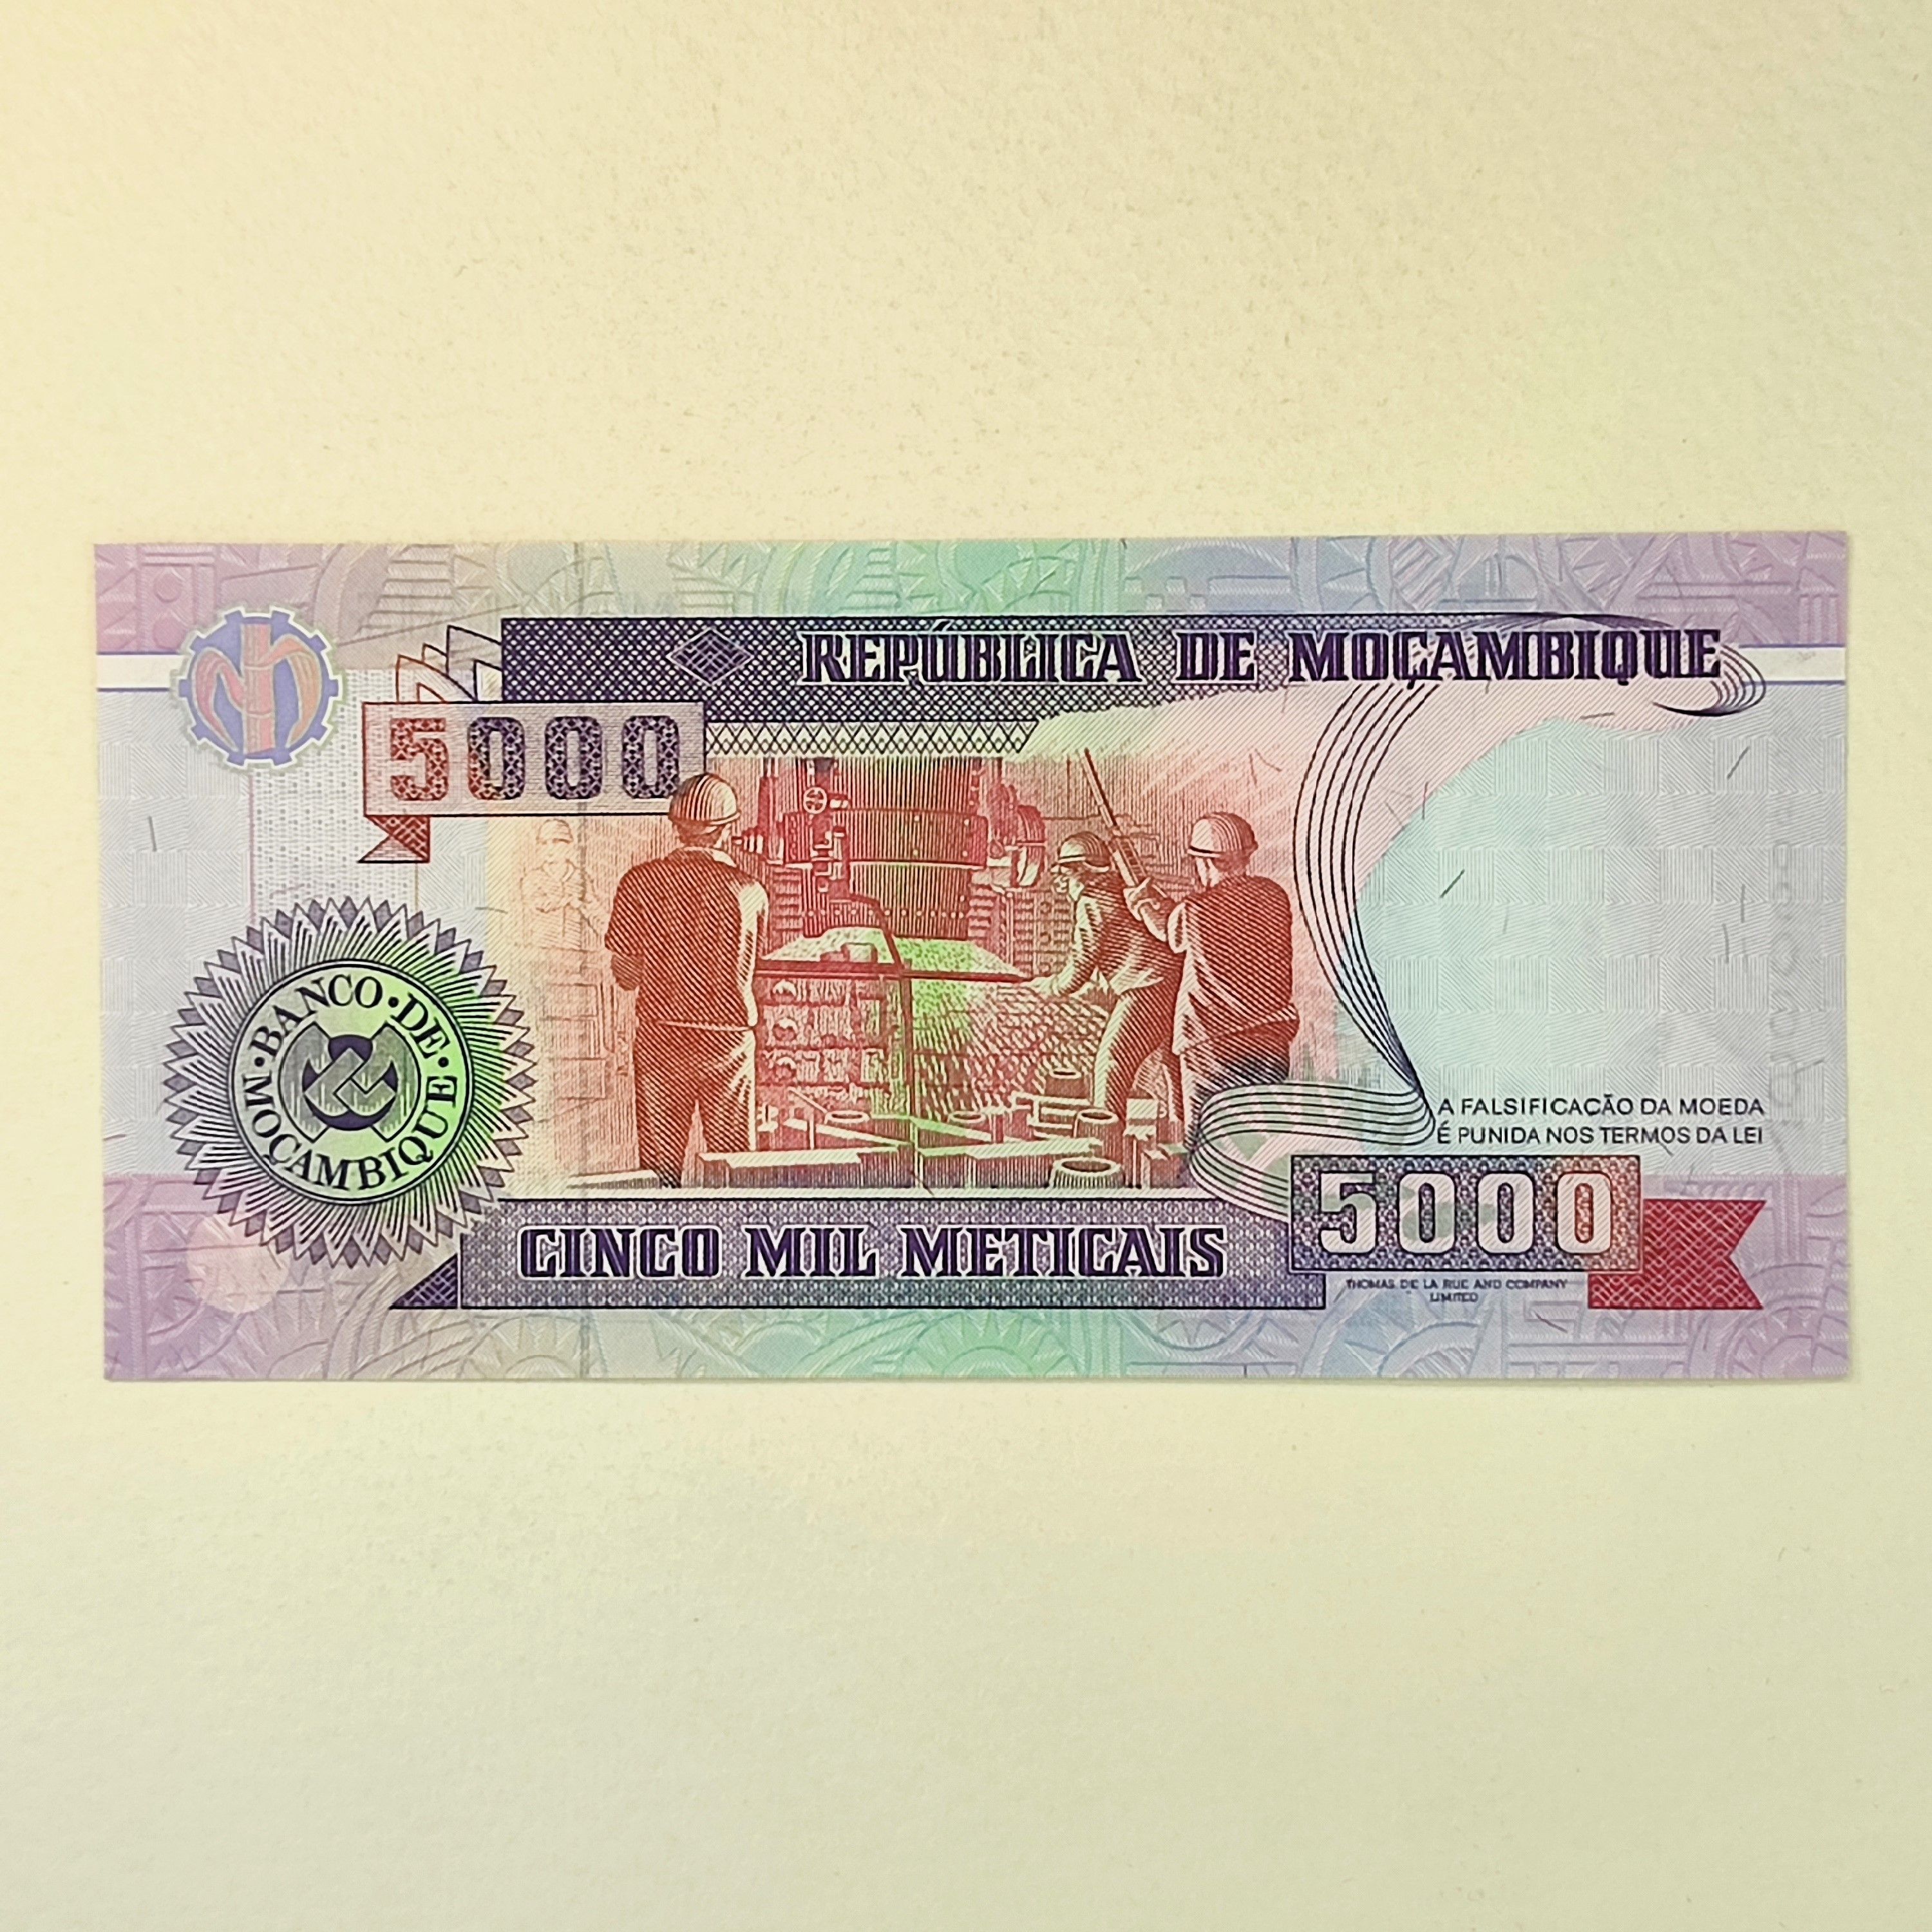 REPÚBLICA DE MOÇAMBIQUE
5000
BANCO · DE · MOÇAMBIQUE
A FALSIFICAÇÃO DA MOEDA
É PUNIDA NOS TERMOS DA LEI
5000
CINCO MIL METICAIS
THOMAS DE LA RUE AND COMPANY
LIMITED